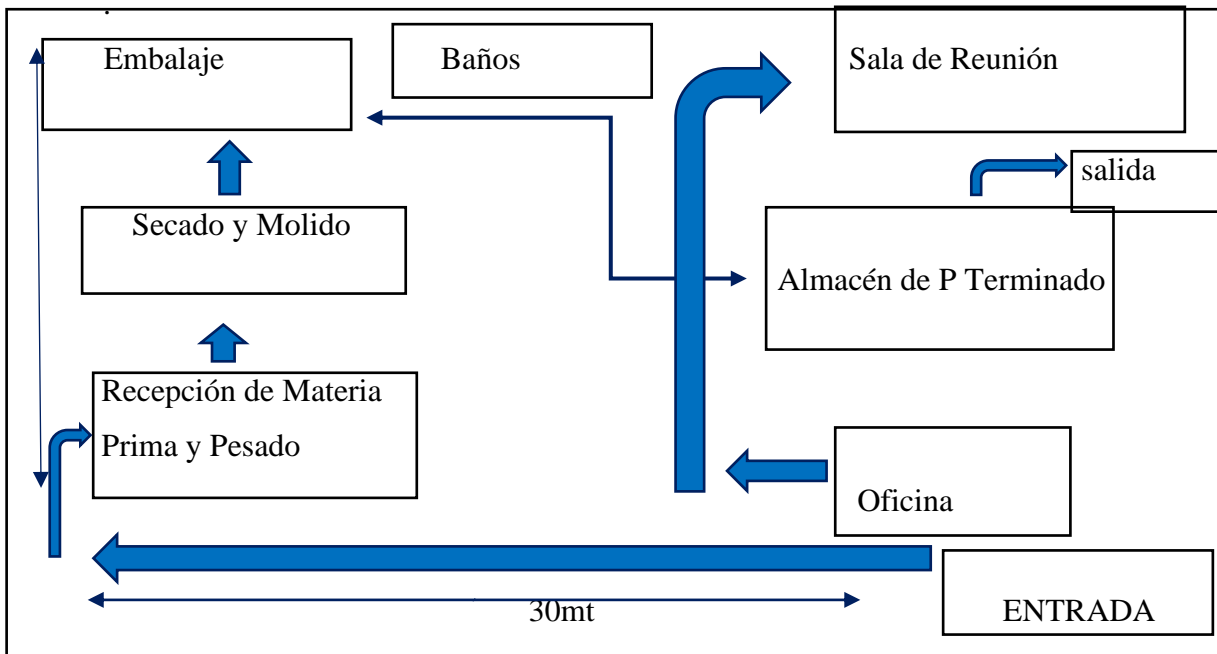 Embalaje
Baños
Sala de Reunión
salida
Secado y Molido
Almacén de P Terminado
Recepción de Materia
Prima y Pesado
Oficina
30mt
ENTRADA